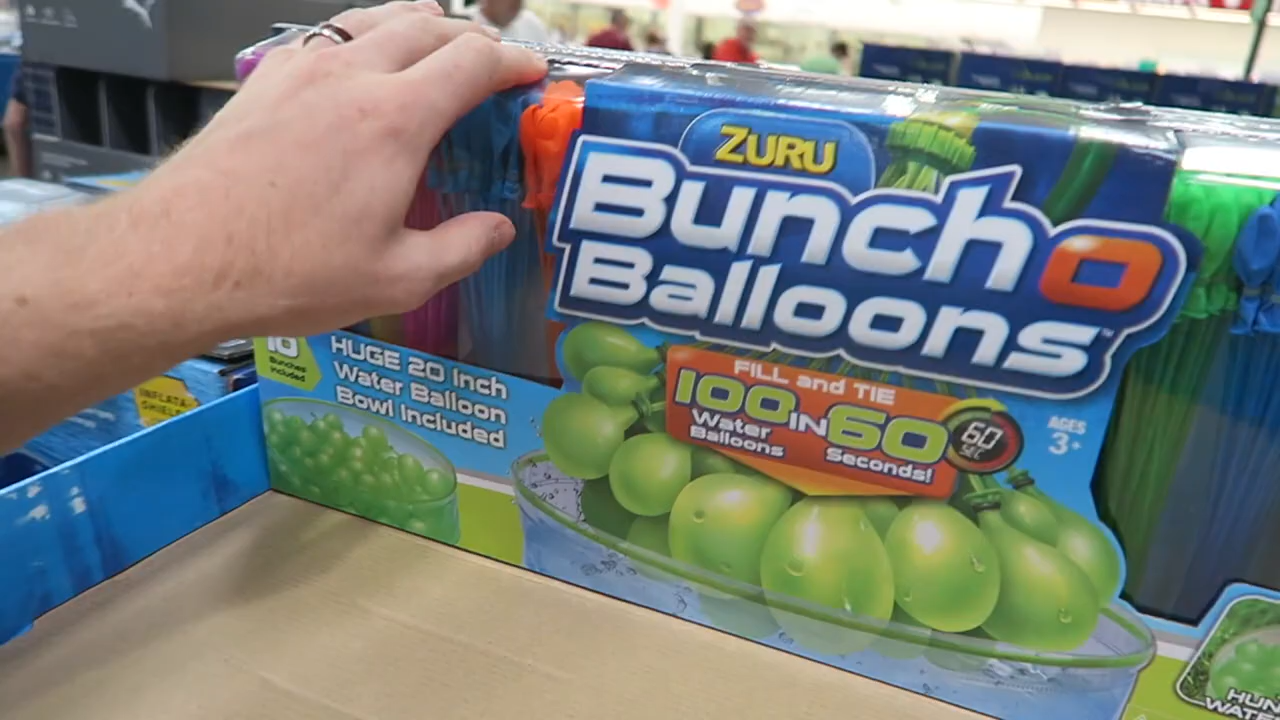 ZURU
Bunch O
Balloons™
FILL and TIE
100 IN 60
Water
Balloons
Seconds!
60
SEC
AGES
3+
10
Bunches
Included
HUGE 20 Inch
Water Balloon
Bowl Included